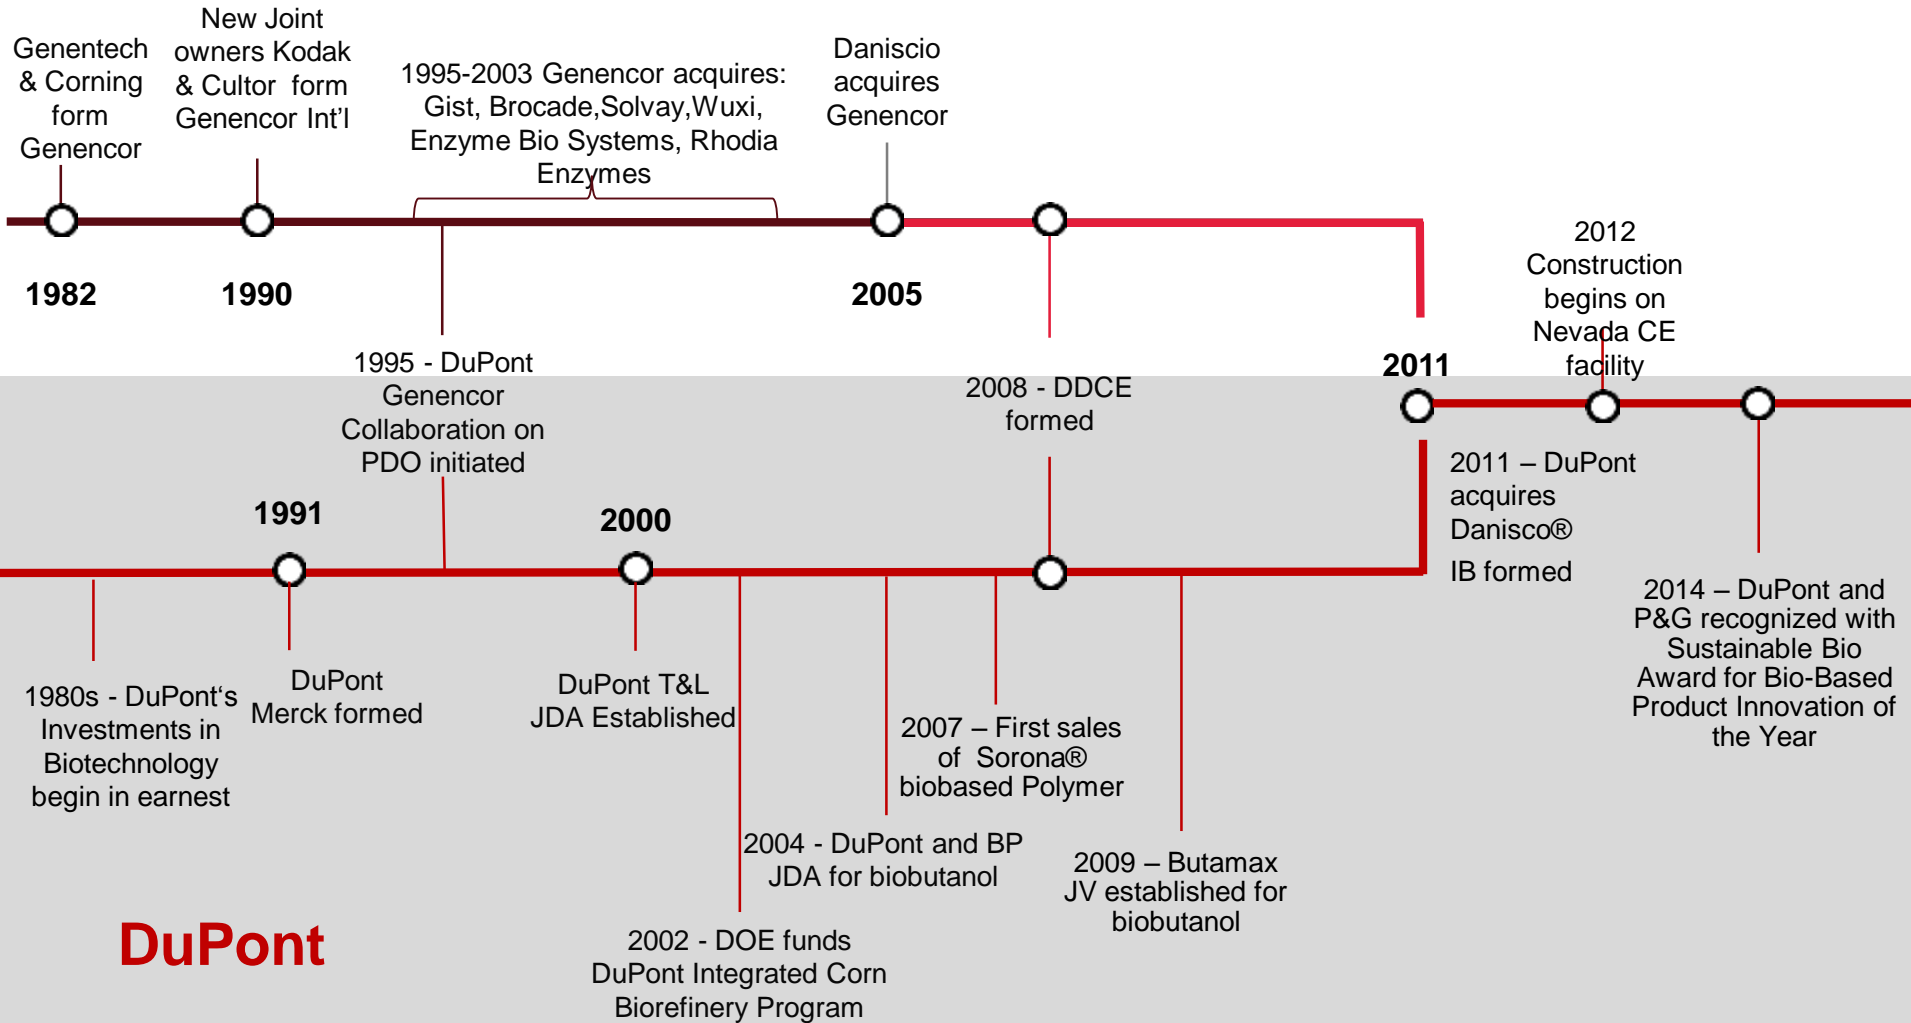 Genentech
& Corning
form
Genencor
New Joint
owners Kodak
& Cultor form
Genencor Int'l
1995-2003 Genencor acquires:
Gist, Brocade,Solvay,Wuxi,
Enzyme Bio Systems, Rhodia
Enzymes
Daniscio
acquires
Genencor
1982
1990
2005
2012
Construction
begins on
Nevada CE
facility
1995 - DuPont
Genencor
Collaboration on
PDO initiated
2008 - DDCE
formed
2011
2011 – DuPont
acquires
Danisco®
IB formed
1991
2000
2014 – DuPont and
P&G recognized with
Sustainable Bio
Award for Bio-Based
Product Innovation of
the Year
1980s - DuPont‘s
Investments in
Biotechnology
begin in earnest
DuPont
Merck formed
DuPont T&L
JDA Established
2007 – First sales
of Sorona®
biobased Polymer
2004 - DuPont and BP
JDA for biobutanol
2009 – Butamax
JV established for
biobutanol
DuPont
2002 - DOE funds
DuPont Integrated Corn
Biorefinery Program